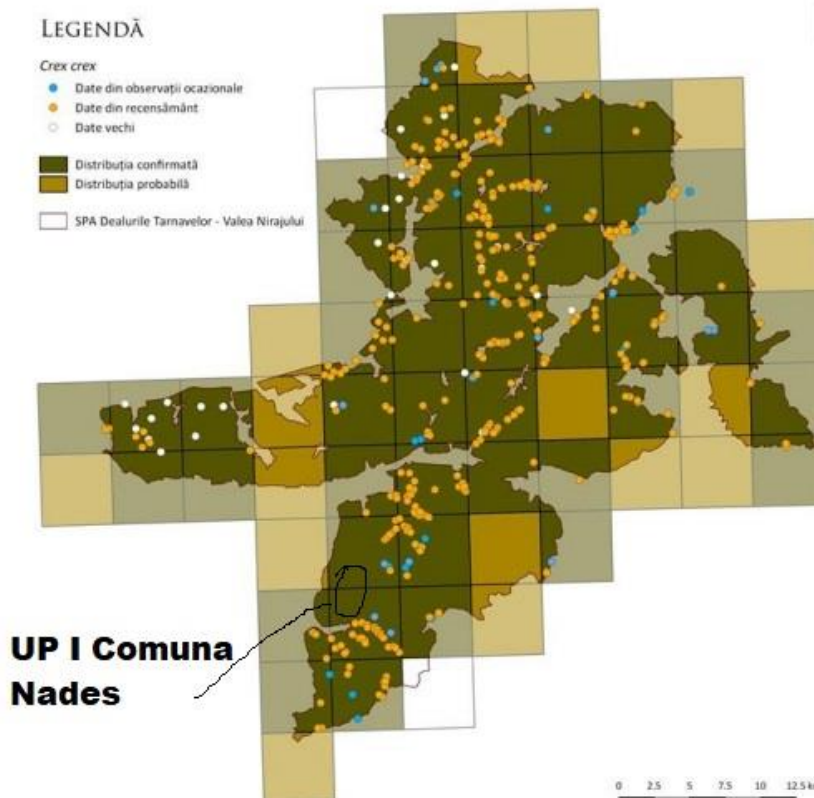 LEGENDĂ
Crex crex
Date din observații ocazionale
Date din recensământ
Date vechi
Distribuția confirmată
Distribuția probabilă
SPA Dealurile Tarnavelor - Valea Nirajului
UP I Comuna
Nades
0 2.5 5 7.5 10 12.5